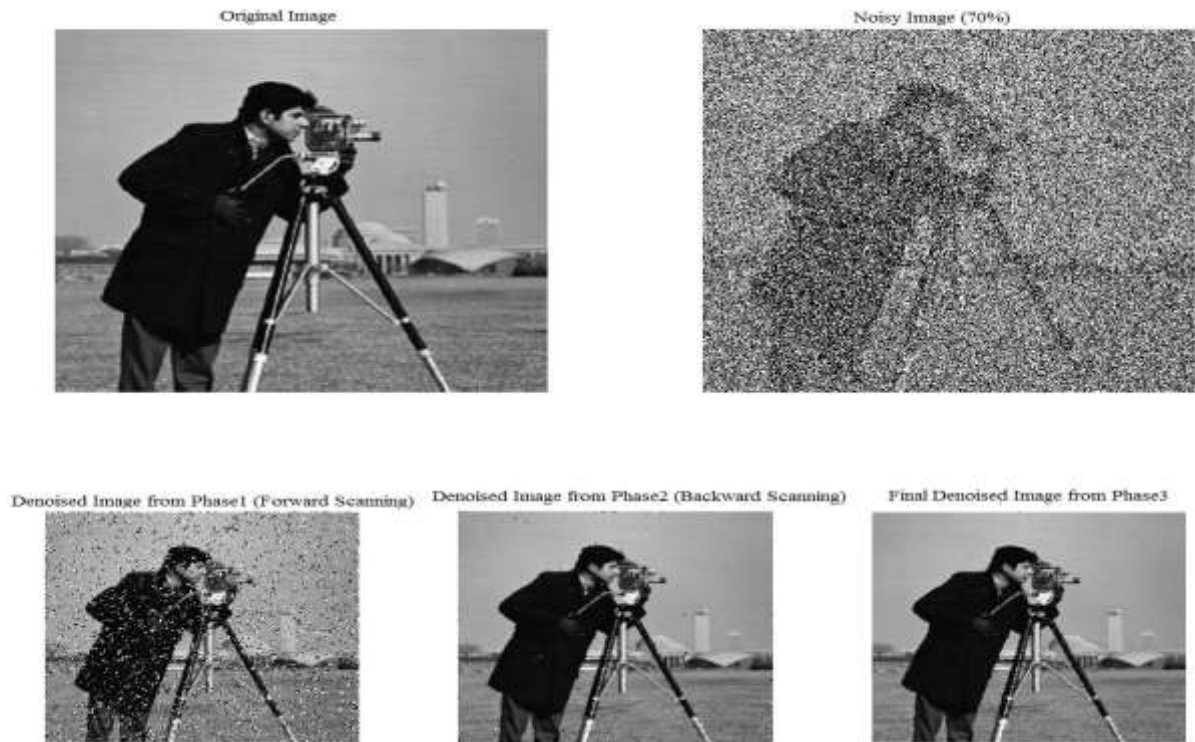 Original Image
Noisy Image (70%)
Denoised Image from Phase1 (Forward Scanning)
Denoised Image from Phase2 (Backward Scanning)
Final Denoised Image from Phase3